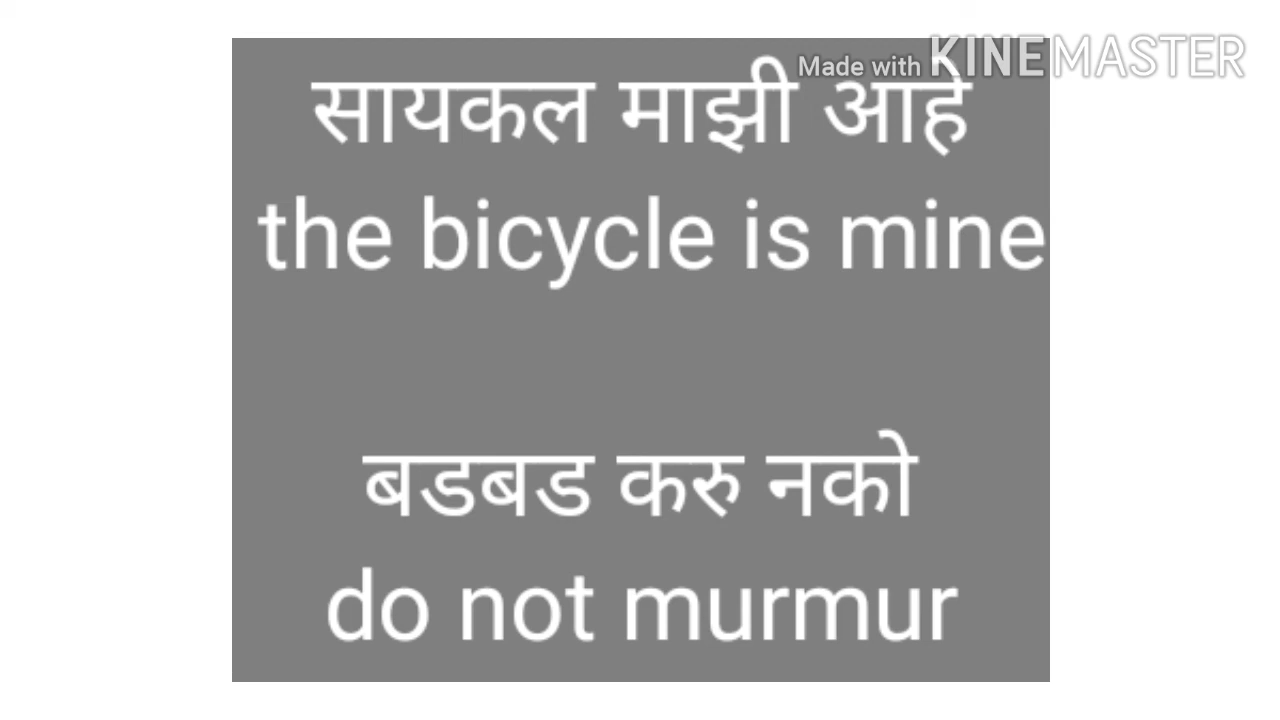 Made with KINEMASTER
सायकल माझी आहे
the bicycle is mine
बडबड करु नको
do not murmur